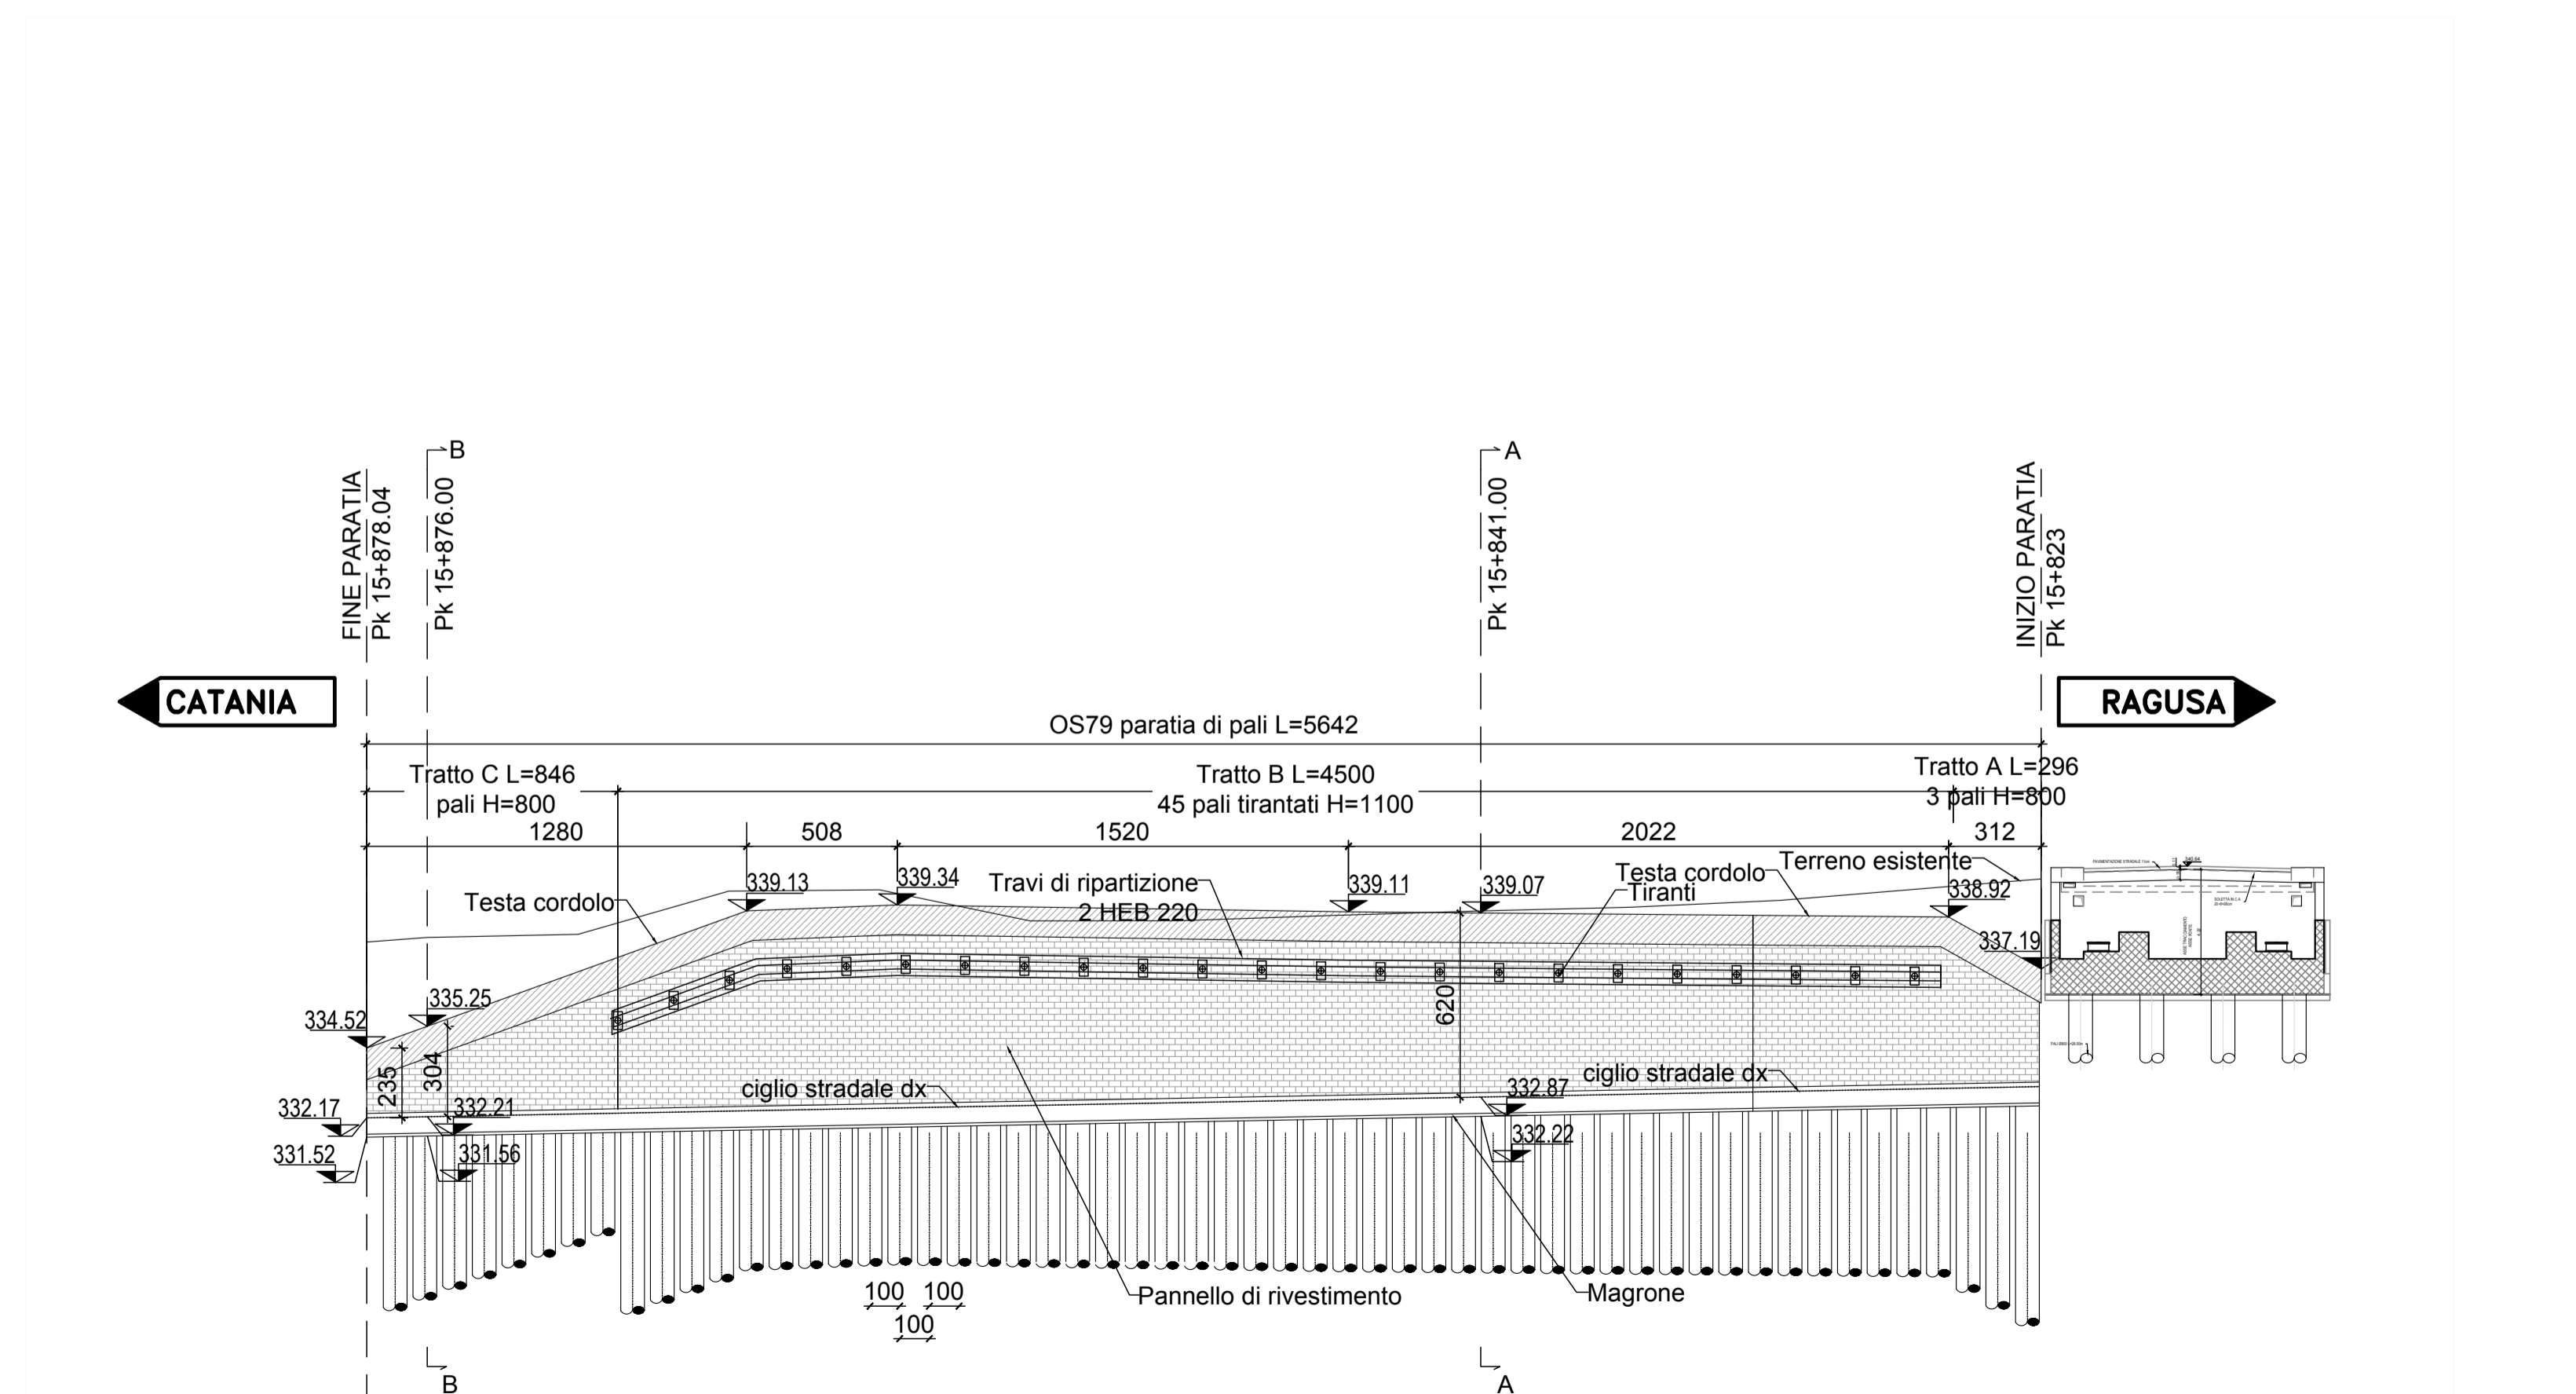 B
A
FINE PARATIA
Pk 15+878.04
Pk 15+876.00
Pk 15+841.00
INIZIO PARATIA
Pk 15+823
CATANIA
RAGUSA
OS79 paratia di pali L=5642
Tratto C L=846
pali H=800
Tratto B L=4500
45 pali tirantati H=1100
Tratto A L=296
3 pali H=800
1280
508
1520
2022
312
339.13
339.34
339.11
339.07
338.92
337.19
Testa cordolo
Travi di ripartizione
2 HEB 220
Testa cordolo
Tiranti
Terreno esistente
335.25
334.52
235
304
620
332.17
332.21
331.52
331.56
332.87
332.22
ciglio stradale dx
ciglio stradale dx
100
100
100
Pannello di rivestimento
Magrone
B
A